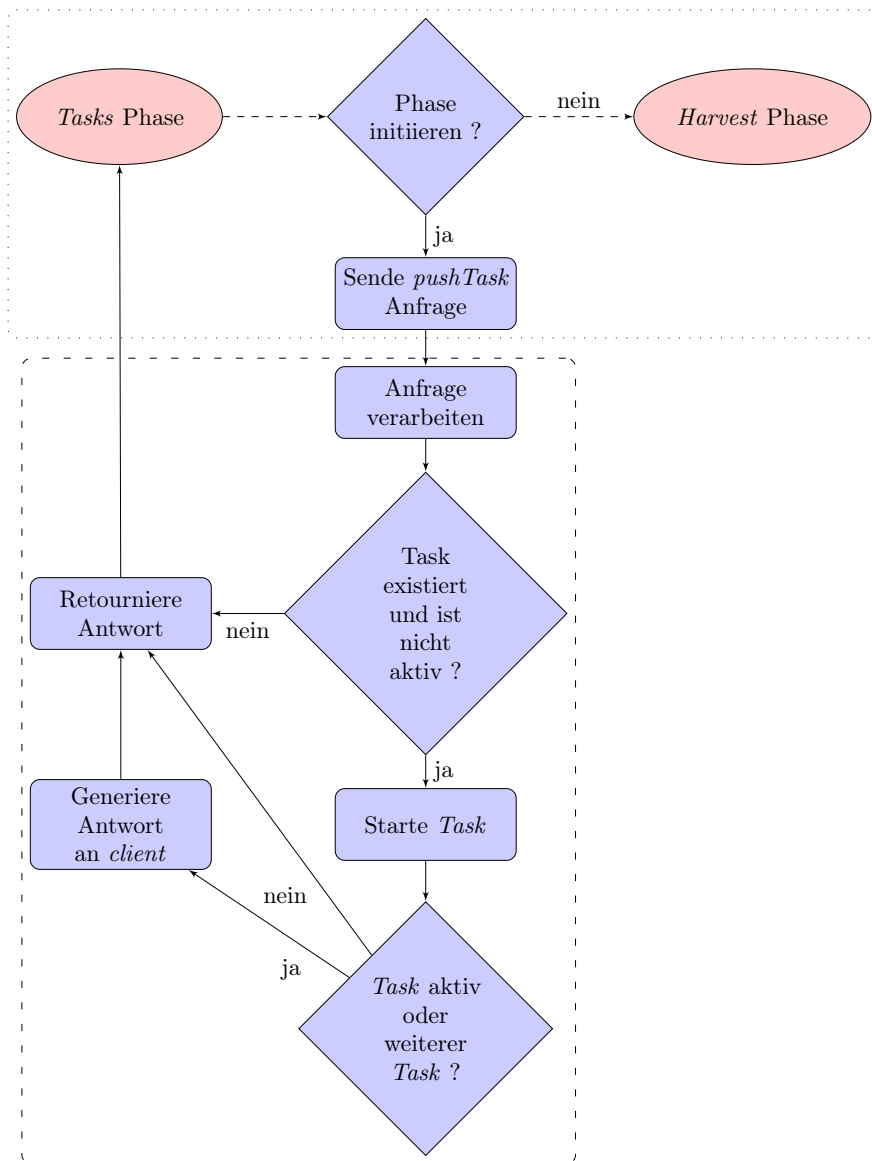 Tasks Phase
Phase
initiieren ?
nein
Harvest Phase
ja
Sende pushTask
Anfrage
Anfrage
verarbeiten
Task
existiert
und ist
nicht
aktiv ?
nein
Retourniere
Antwort
ja
Starte Task
Generiere
Antwort
an client
nein
ja
Task aktiv
oder
weiterer
Task ?